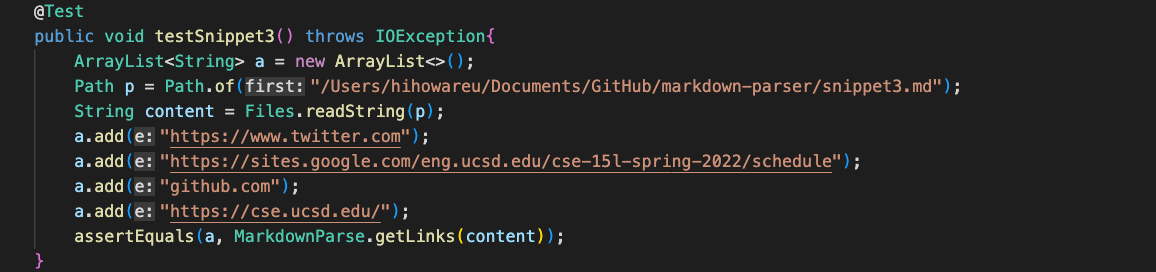 @Test
public void testSnippet3() throws IOException{
ArrayList<String> a = new ArrayList<>();
Path p = Path.of(first: "/Users/hihowareu/Documents/GitHub/markdown-parser/snippet3.md");
String content = Files.readString(p);
a.add(e: "https://www.twitter.com");
a.add(e: "https://sites.google.com/eng.ucsd.edu/cse-15l-spring-2022/schedule");
a.add(e: "github.com");
a.add(e: "https://cse.ucsd.edu/");
assertEquals(a, MarkdownParse.getLinks(content));
}